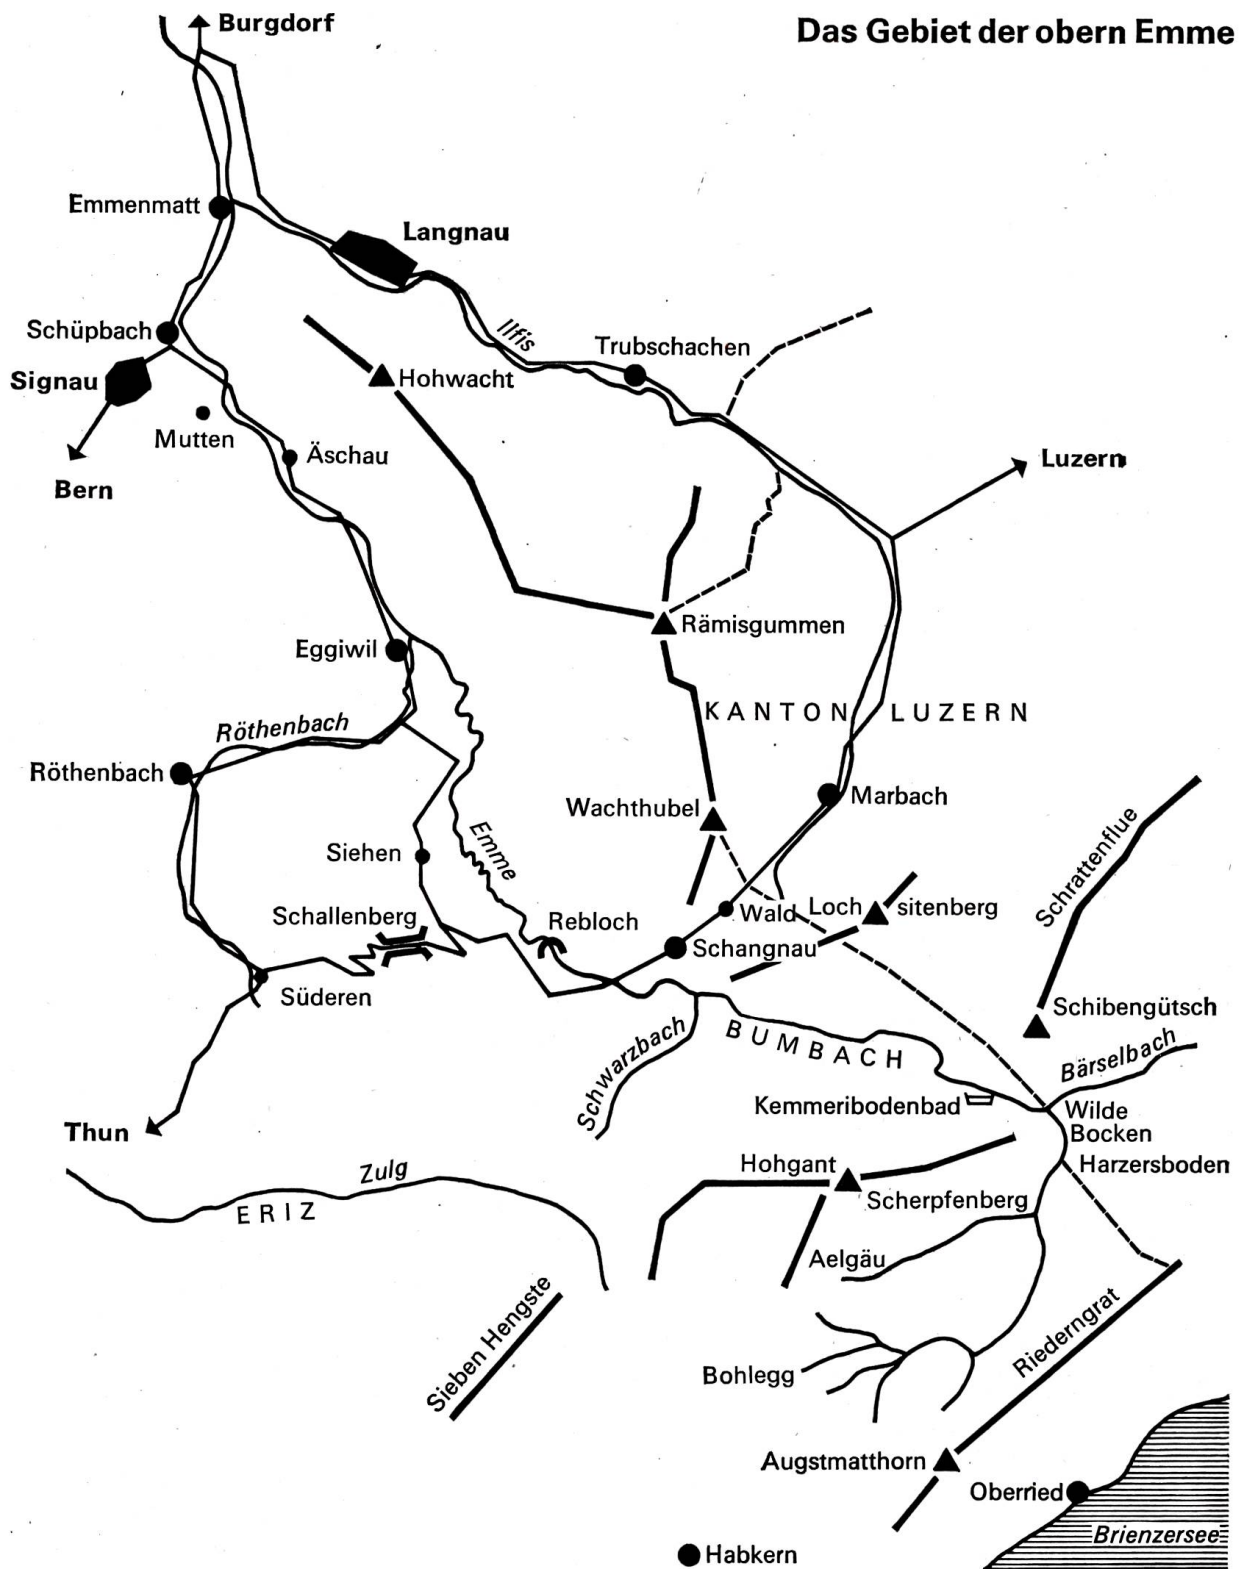 Burgdorf
Das Gebiet der obern Emme
Emmenmatt
Langnau
Ilfis
Schüpbach
Trubschachen
Signau
Hohwacht
Mutten
Äschau
Luzern
Bern
Rämisgummen
Eggiwil
KANTON LUZERN
Röthenbach
Röthenbach
Marbach
Wachthubel
Schrattenflue
Emme
Siehen
Schallenberg
Rebloch
Wald
Loch sitenberg
Schangnau
Süderen
Schibengütsch
Schwarzbach
BUMBACH
Bärselbach
Kemmeribodenbad
Wilde
Bocken
Thun
Harzersboden
Hohgant
Zulg
Scherpfenberg
ERIZ
Aelgäu
Sieben Hengste
Riederngrat
Bohlegg
Augstmatthorn
Oberried
Brienzersee
Habkern